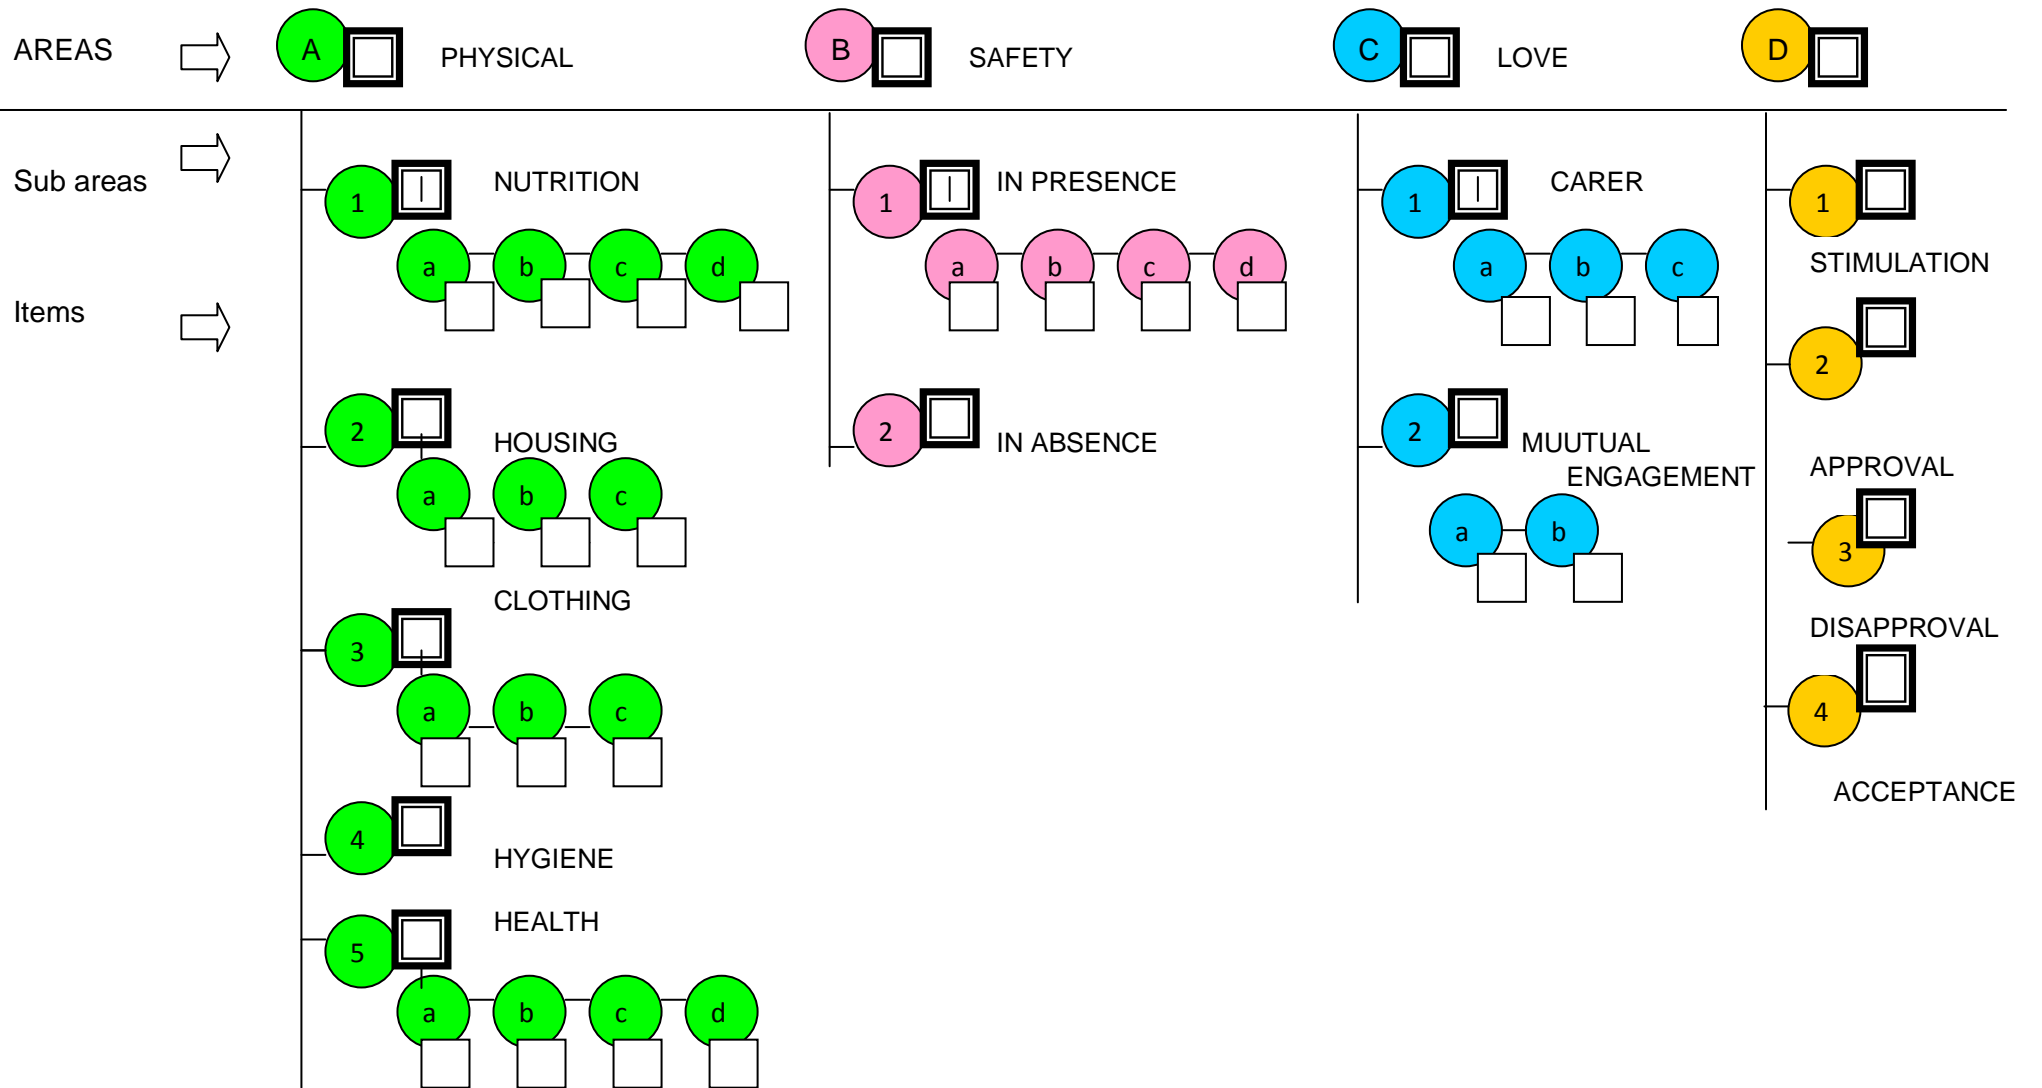 AREAS A PHYSICAL B SAFETY C LOVE D
Sub areas
Items
1 NUTRITION
a b c d
2 HOUSING
a b c
CLOTHING
3
a b c
4 HYGIENE
HEALTH
5
a b c d
1 IN PRESENCE
a b c d
2 IN ABSENCE
1 CARER
a b c
2 MUUTUAL
ENGAGEMENT
a b
1
STIMULATION
2
APPROVAL
3
DISAPPROVAL
4
ACCEPTANCE